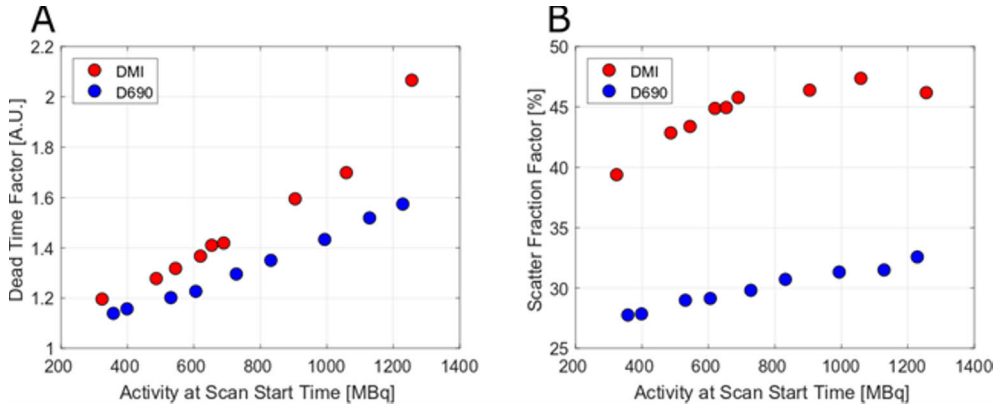 A
Dead Time Factor [A.U.]
2.2
2
1.8
1.6
1.4
1.2
1
DMI
D690
200 400 600 800 1000 1200 1400
Activity at Scan Start Time [MBq]
B
Scatter Fraction Factor [%]
50
45
40
35
30
25
DMI
D690
200 400 600 800 1000 1200 1400
Activity at Scan Start Time [MBq]